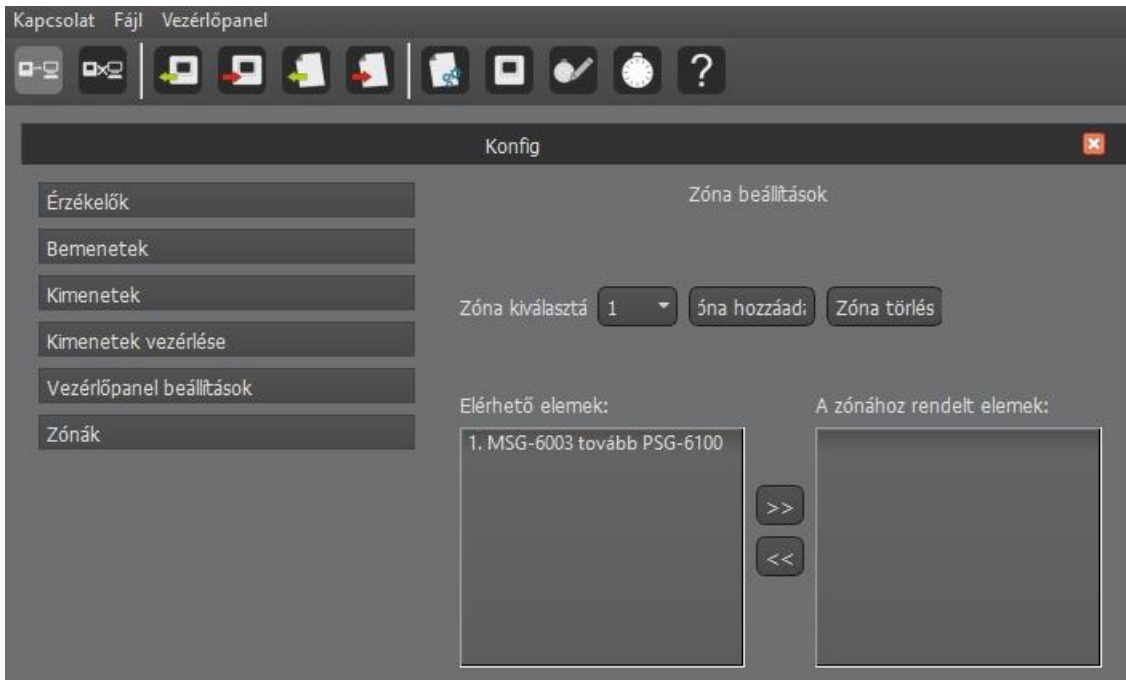 Kapcsolat Fájl Vezérlőpanel
?
Konfig
Érzékelők
Bemenetek
Kimenetek
Kimenetek vezérlése
Vezérlőpanel beállítások
Zónák
Zóna beállítások
Zóna kiválasztá 1 óna hozzáad Zóna törlés
Elérhető elemek:
1. MSG-6003 tovább PSG-6100
>>
<<
A zónához rendelt elemek: